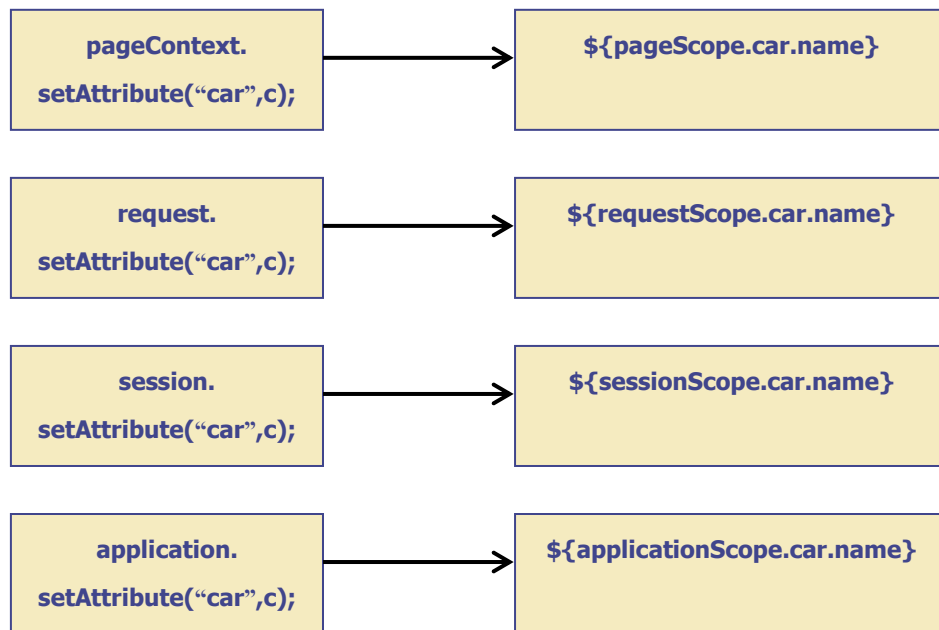 pageContext.
setAttribute(“car”,c);
${pageScope.car.name}
request.
setAttribute(“car”,c);
${requestScope.car.name}
session.
setAttribute(“car”,c);
${sessionScope.car.name}
application.
setAttribute(“car”,c);
${applicationScope.car.name}